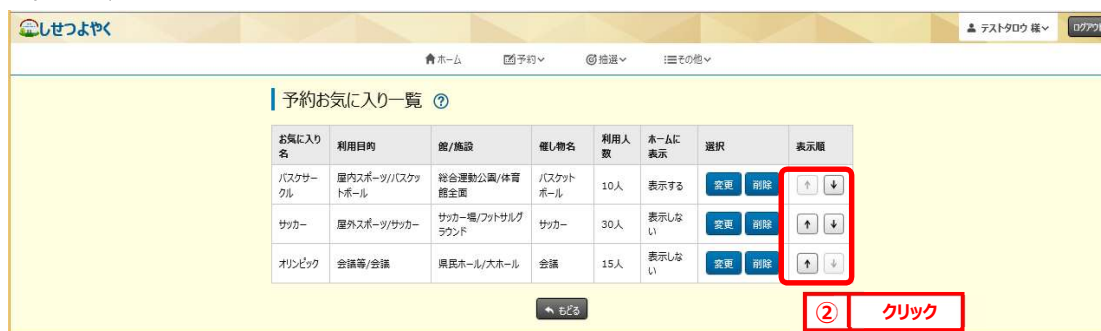 しせつよやく
テストタロウ 様
ログアウト
ホーム 予約 抽選 その他
予約お気に入り一覧 ?
お気に入り名 利用目的 館/施設 催し物名 利用人数 ホームに表示 選択 表示順
バスケサークル 屋内スポーツ/バスケットボール 総合運動公園/体育館全面 バスケットボール 10人 表示する 変更 削除 ↑ ↓
サッカー 屋外スポーツ/サッカー サッカー場/フットサルグラウンド サッカー 30人 表示しない 変更 削除 ↑ ↓
オリンピック 会議等/会議 県民ホール/大ホール 会議 15人 表示しない 変更 削除 ↑ ↓
もどる
② クリック